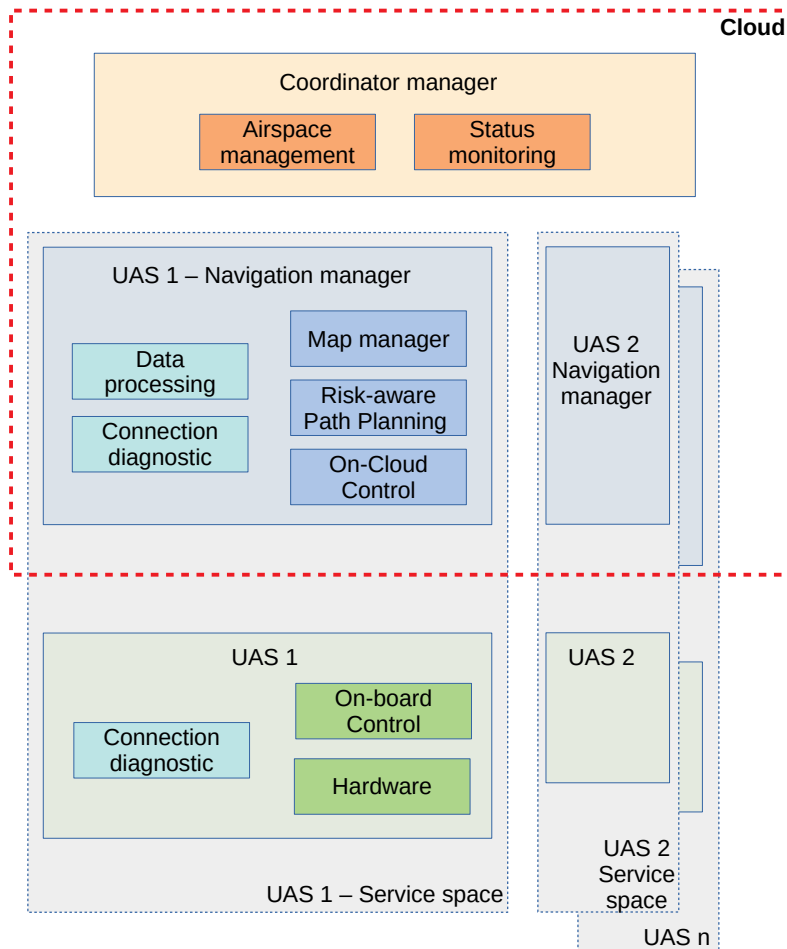 Cloud
Coordinator manager
Airspace
management
Status
monitoring
UAS 1 – Navigation manager
Data
processing
Connection
diagnostic
Map manager
Risk-aware
Path Planning
On-Cloud
Control
UAS 2
Navigation
manager
UAS 1
Connection
diagnostic
On-board
Control
Hardware
UAS 1 – Service space
UAS 2
UAS 2
Service
space
UAS n